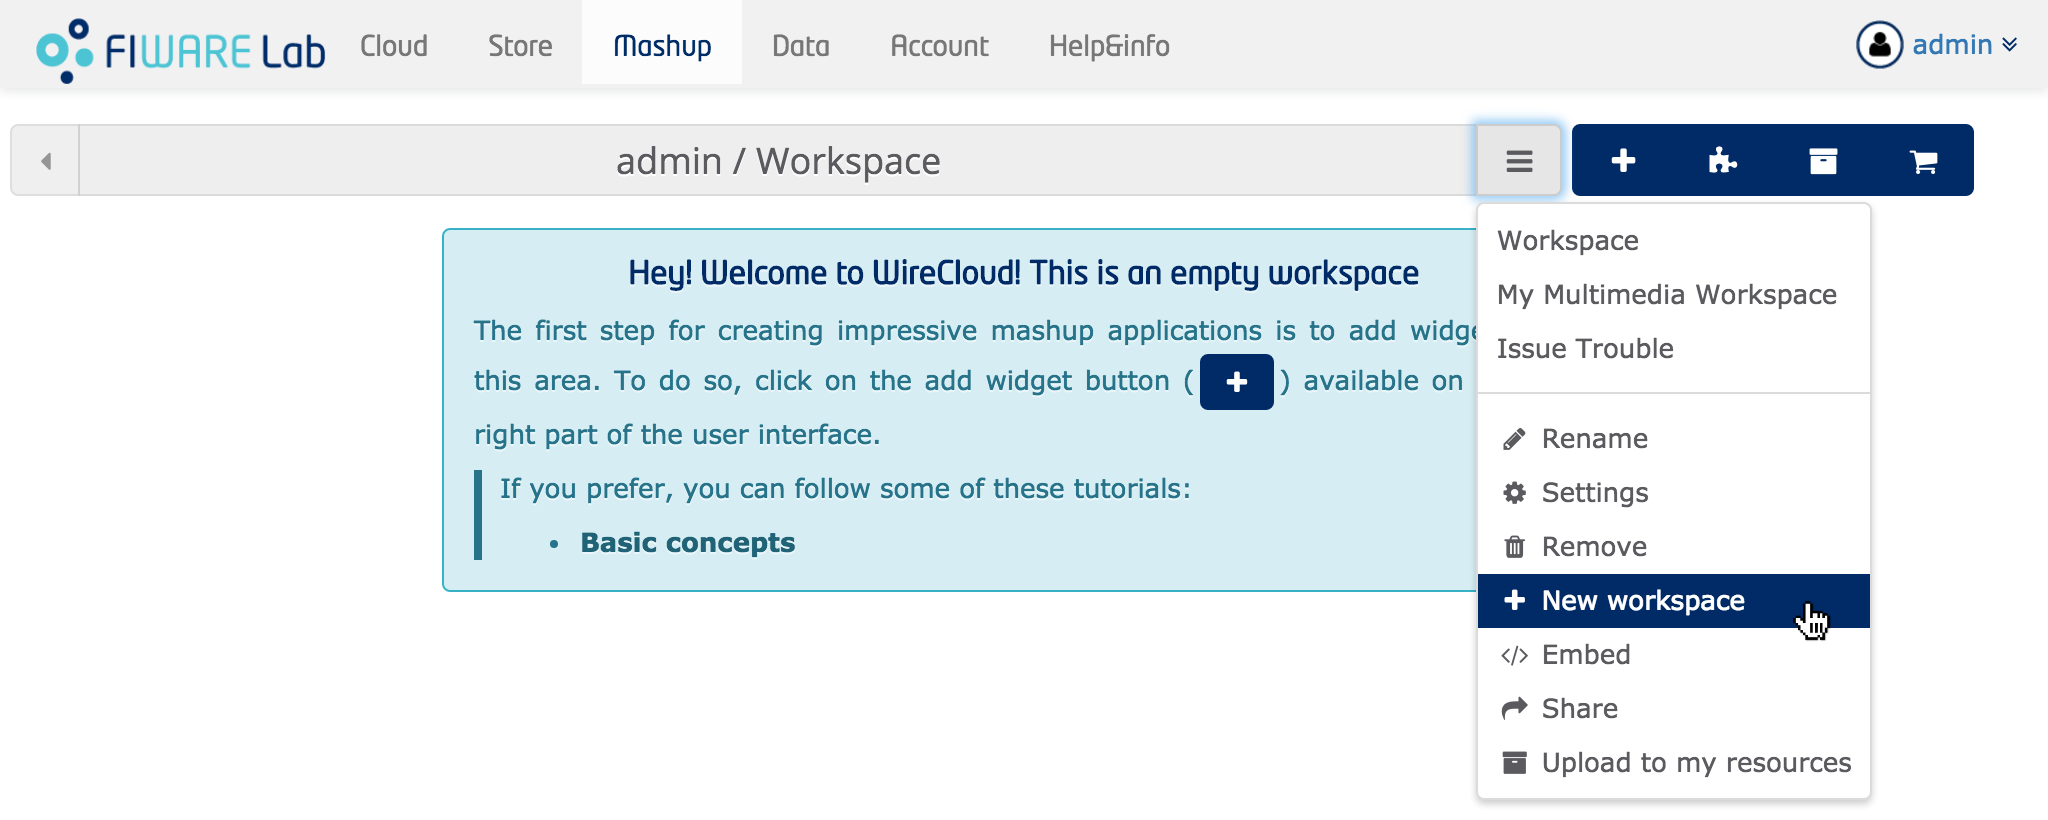 FIWARE Lab Cloud Store Mashup Data Account Help&info admin
admin / Workspace
Hey! Welcome to WireCloud! This is an empty workspace
The first step for creating impressive mashup applications is to add
this area. To do so, click on the add widget button ( ) available on
right part of the user interface.
If you prefer, you can follow some of these tutorials:
• Basic concepts
Workspace
My Multimedia Workspace
Issue Trouble
Rename
Settings
Remove
New workspace
Embed
Share
Upload to my resources